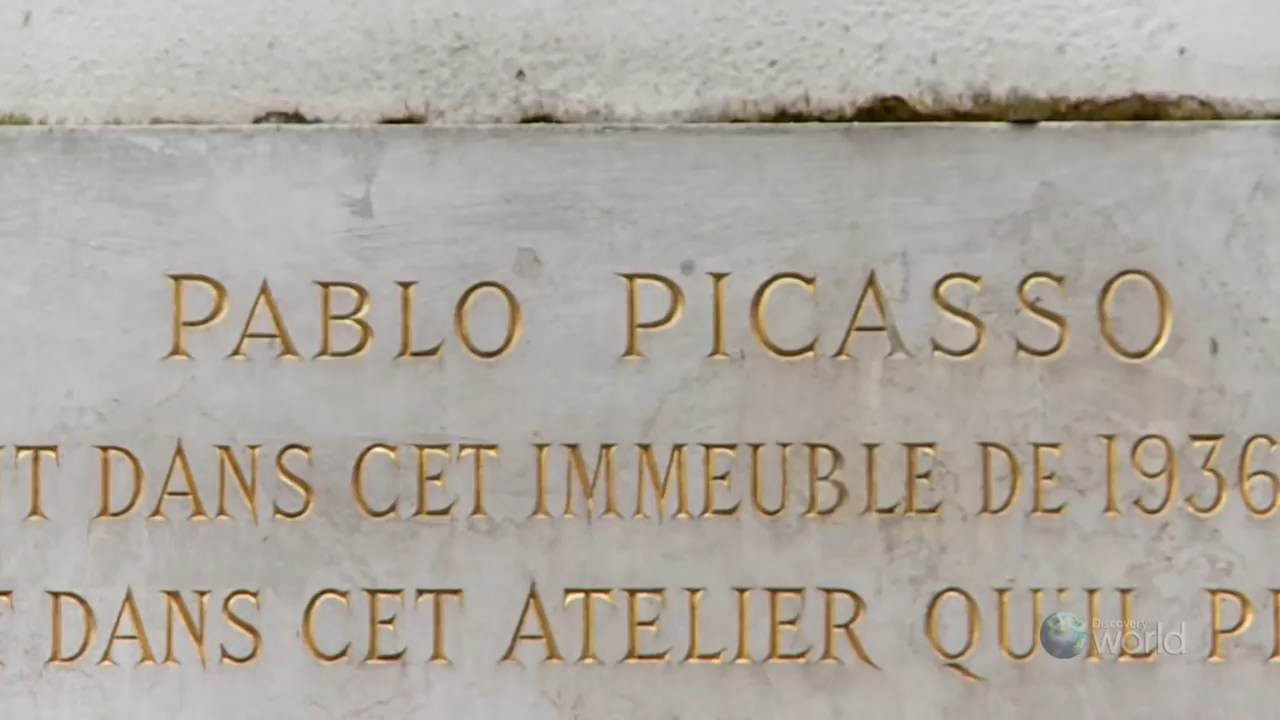 PABLO PICASSO
T DANS CET IMMEUBLE DE 1936
DANS CET ATELIER QU'IL
Discovery
world